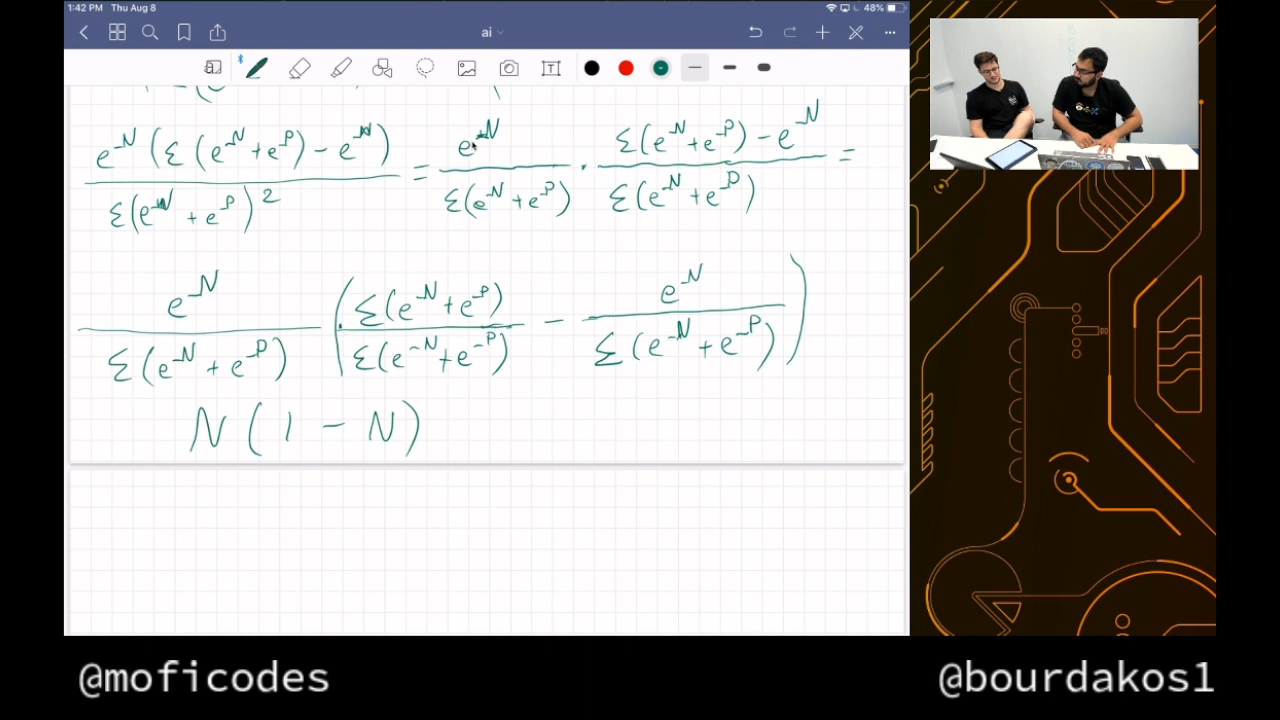 1:42 PM Thu Aug 8
48%
ai
T
e^-N (Σ (e^-N + e^-P) - e^-N) / Σ(e^-N + e^-P)^2 = e^-N / Σ(e^-N + e^-P) · Σ(e^-N + e^-P) - e^-N / Σ(e^-N + e^-P) =
e^-N / Σ(e^-N + e^-P) (Σ(e^-N + e^-P) / Σ(e^-N + e^-P) - e^-N / Σ(e^-N + e^-P))
N (1 - N)
@moficodes
@bourdakos1